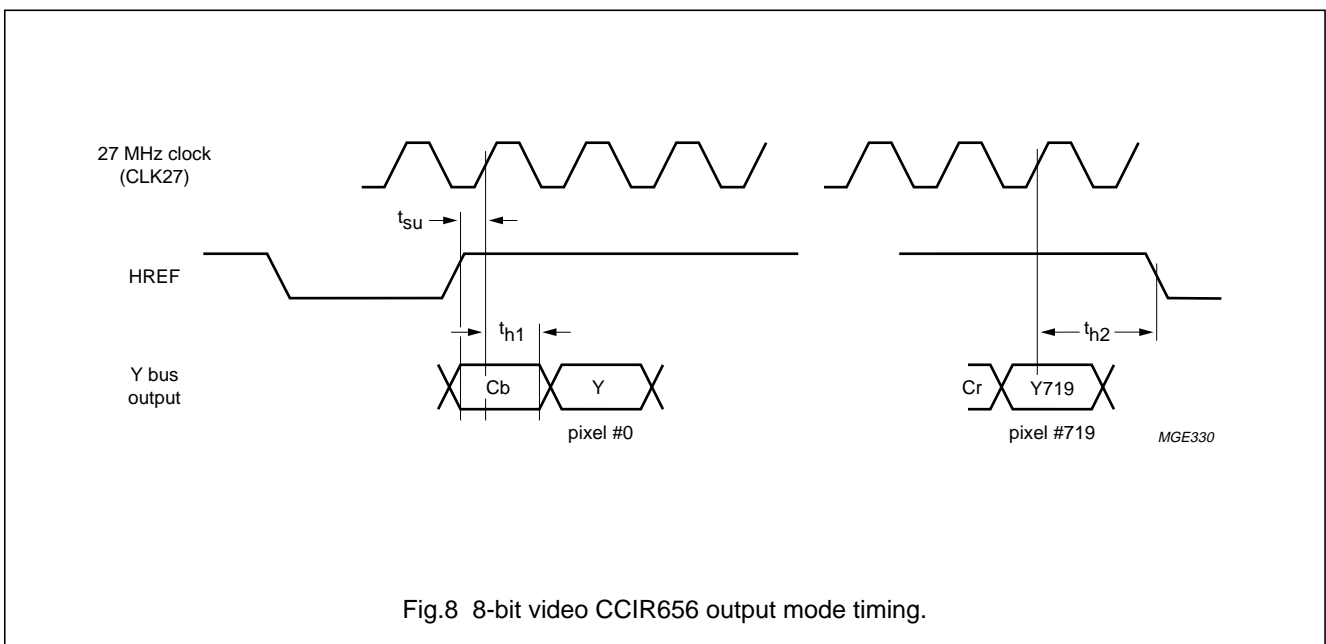 27 MHz clock
(CLK27)
tsu
HREF
th1
th2
Y bus
output
Cb
Y
Cr
Y719
pixel #0
pixel #719
MGE330
Fig.8 8-bit video CCIR656 output mode timing.